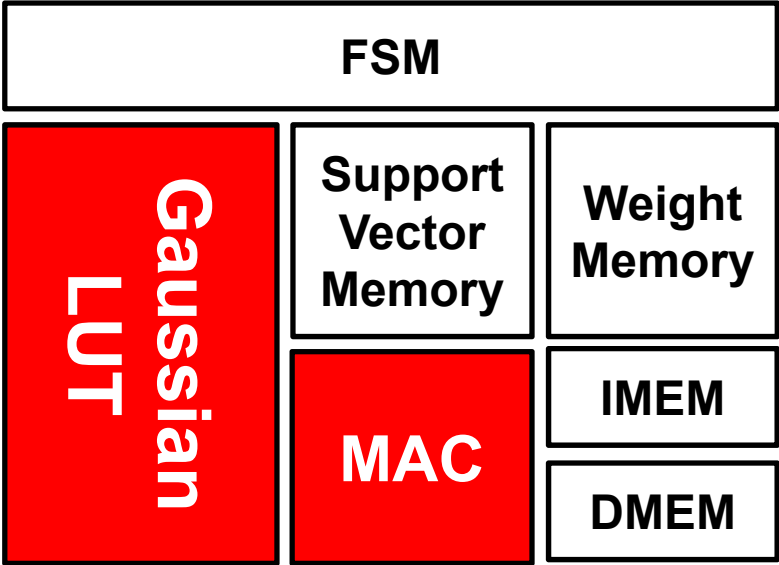 FSM
Gaussian
LUT
Support
Vector
Memory
Weight
Memory
MAC
IMEM
DMEM